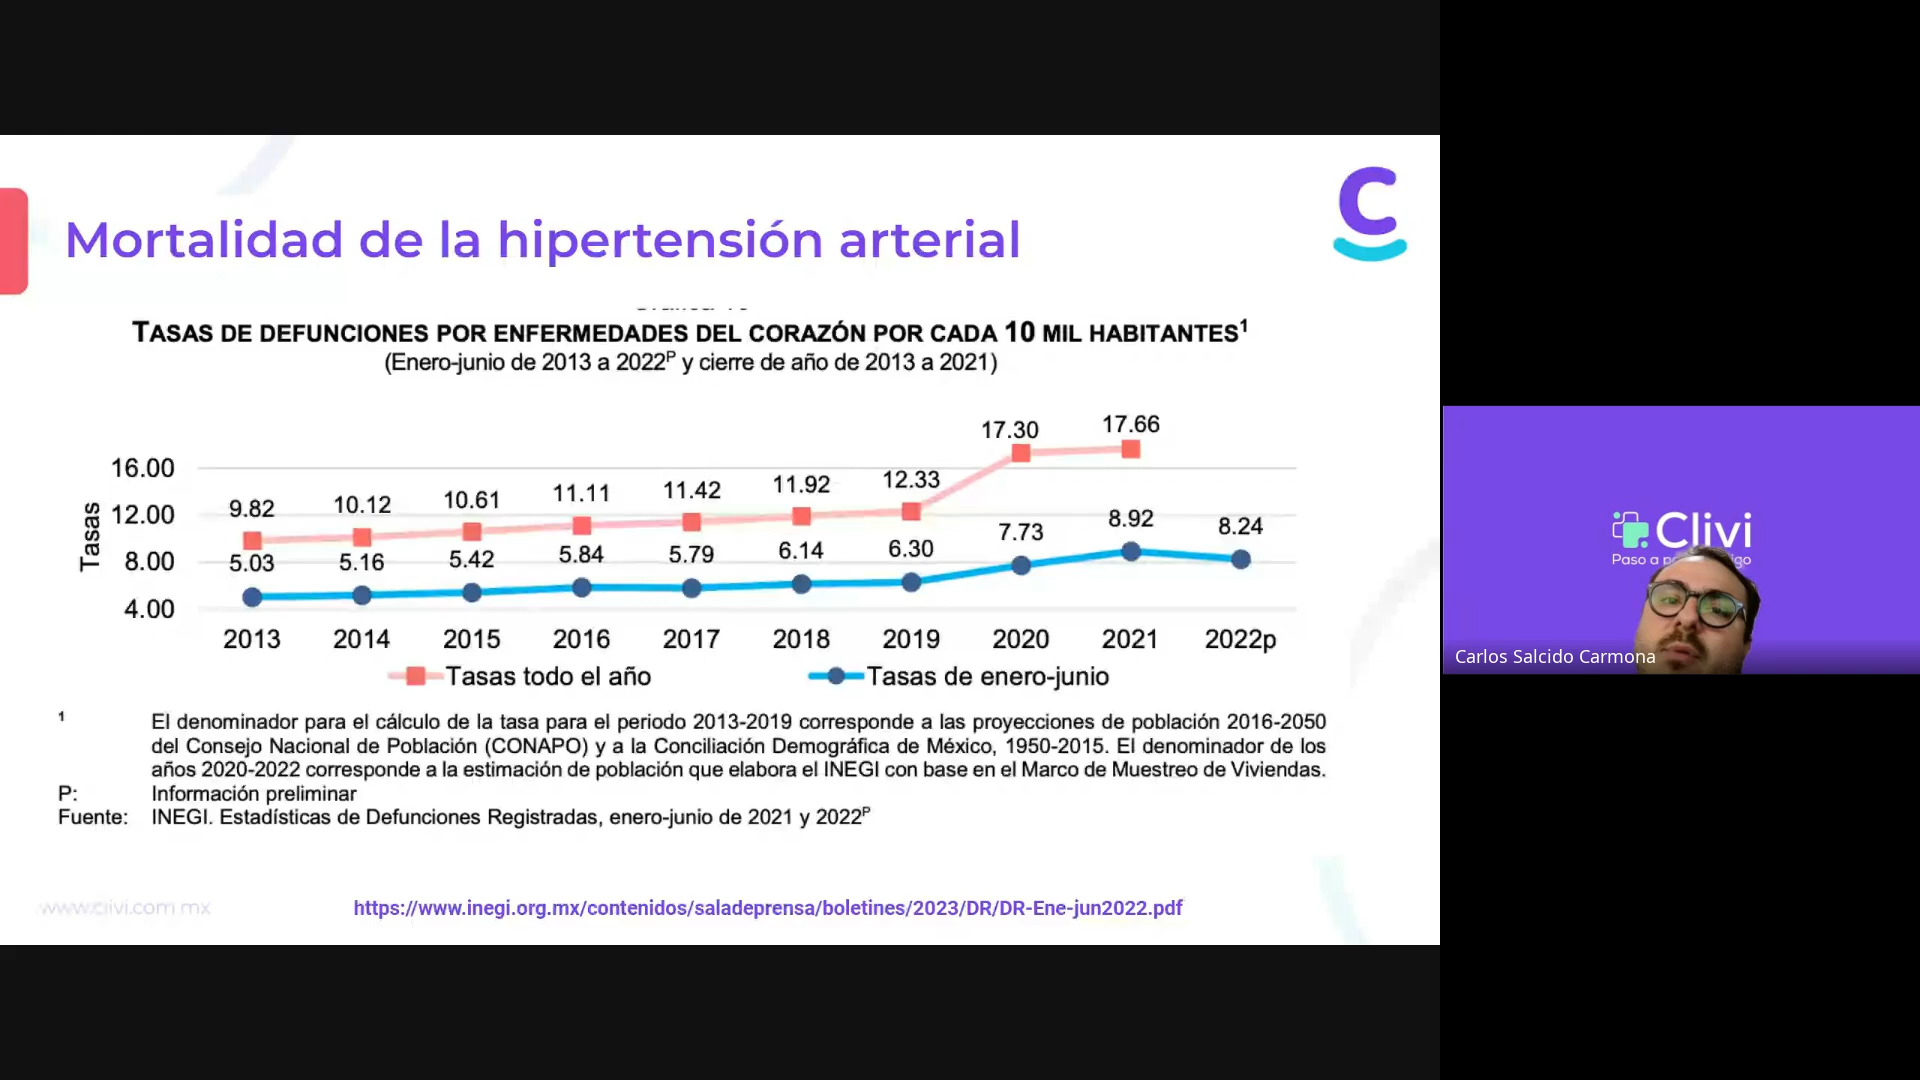 Mortalidad de la hipertensión arterial
TASAS DE DEFUNCIONES POR ENFERMEDADES DEL CORAZÓN POR CADA 10 MIL HABITANTES¹
(Enero-junio de 2013 a 2022ᴾ y cierre de año de 2013 a 2021)
Tasas
16.00
12.00
8.00
4.00
9.82 10.12 10.61 11.11 11.42 11.92 12.33 17.30 17.66
5.03 5.16 5.42 5.84 5.79 6.14 6.30 7.73 8.92 8.24
2013 2014 2015 2016 2017 2018 2019 2020 2021 2022p
Tasas todo el año Tasas de enero-junio
1 El denominador para el cálculo de la tasa para el periodo 2013-2019 corresponde a las proyecciones de población 2016-2050
del Consejo Nacional de Población (CONAPO) y a la Conciliación Demográfica de México, 1950-2015. El denominador de los
años 2020-2022 corresponde a la estimación de población que elabora el INEGI con base en el Marco de Muestreo de Viviendas.
P: Información preliminar
Fuente: INEGI. Estadísticas de Defunciones Registradas, enero-junio de 2021 y 2022ᴾ
www.clivi.com.mx
https://www.inegi.org.mx/contenidos/saladeprensa/boletines/2023/DR/DR-Ene-jun2022.pdf
Clivi
Paso a
Carlos Salcido Carmona